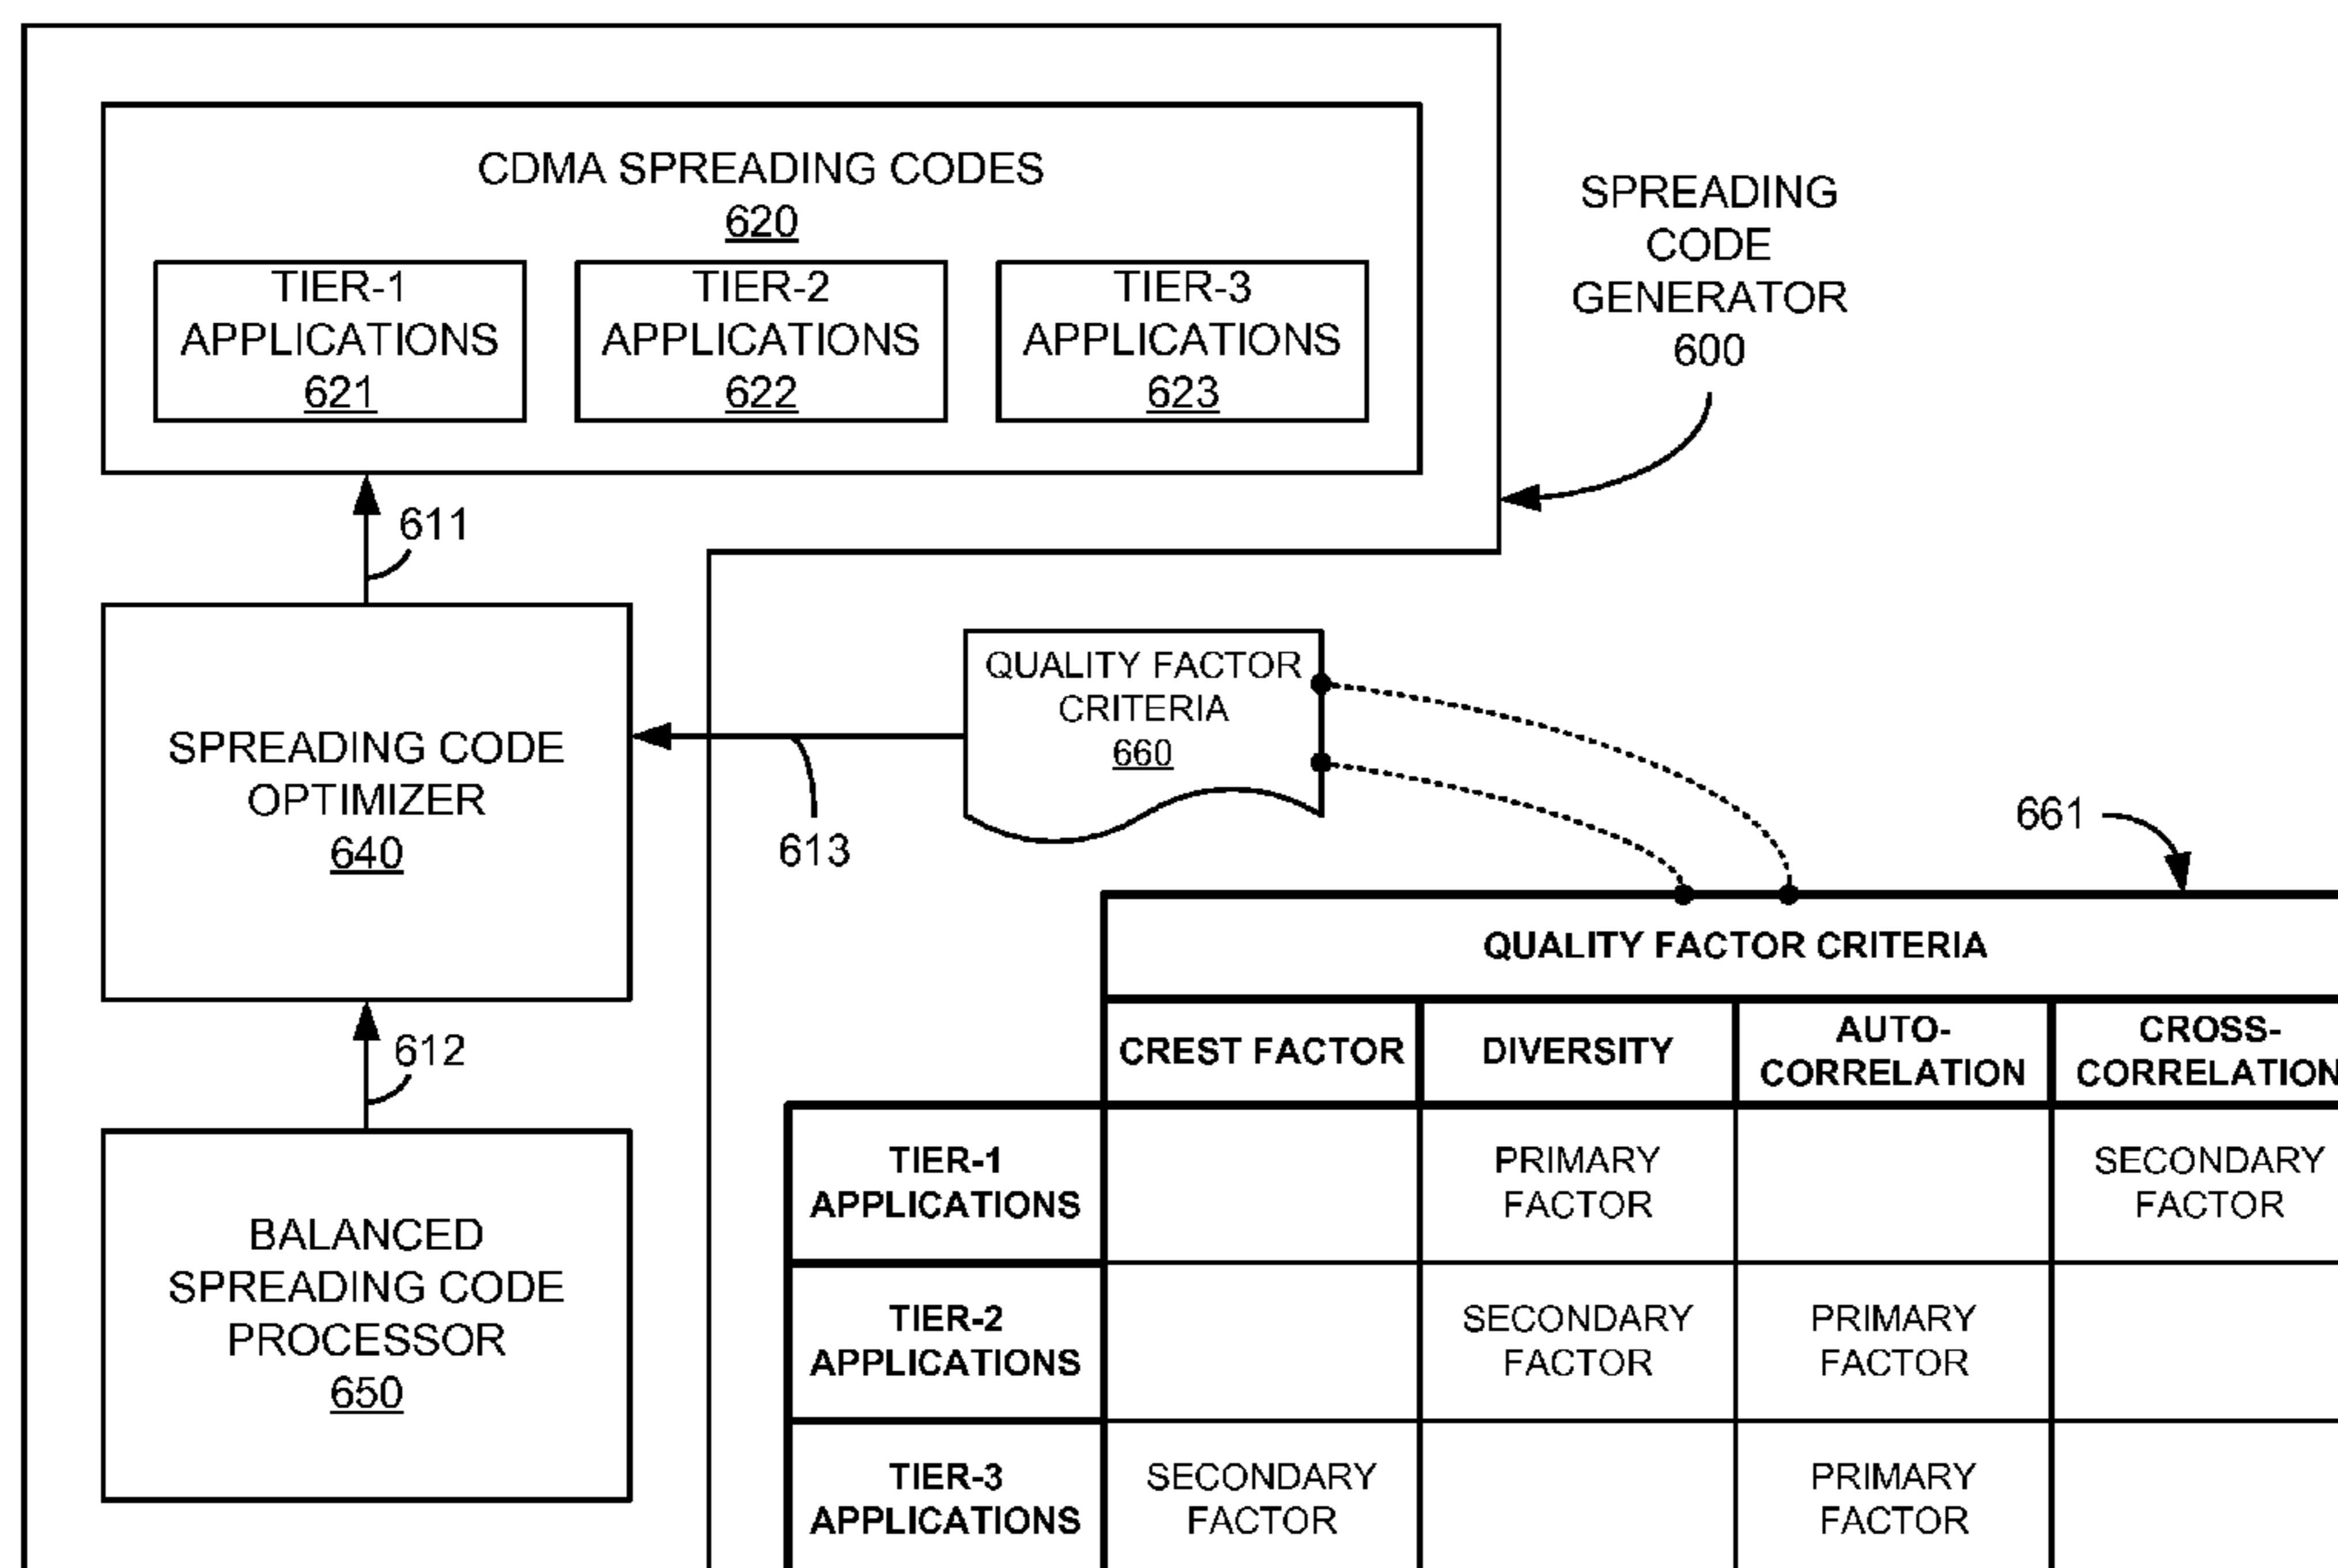 CDMA SPREADING CODES
620
TIER-1
APPLICATIONS
621
TIER-2
APPLICATIONS
622
TIER-3
APPLICATIONS
623
SPREADING
CODE
GENERATOR
600
611
SPREADING CODE
OPTIMIZER
640
613
QUALITY FACTOR
CRITERIA
660
661
612
BALANCED
SPREADING CODE
PROCESSOR
650
QUALITY FACTOR CRITERIA
CREST FACTOR
DIVERSITY
AUTO-
CORRELATION
CROSS-
CORRELATION
TIER-1
APPLICATIONS
PRIMARY
FACTOR
SECONDARY
FACTOR
TIER-2
APPLICATIONS
SECONDARY
FACTOR
PRIMARY
FACTOR
TIER-3
APPLICATIONS
SECONDARY
FACTOR
PRIMARY
FACTOR